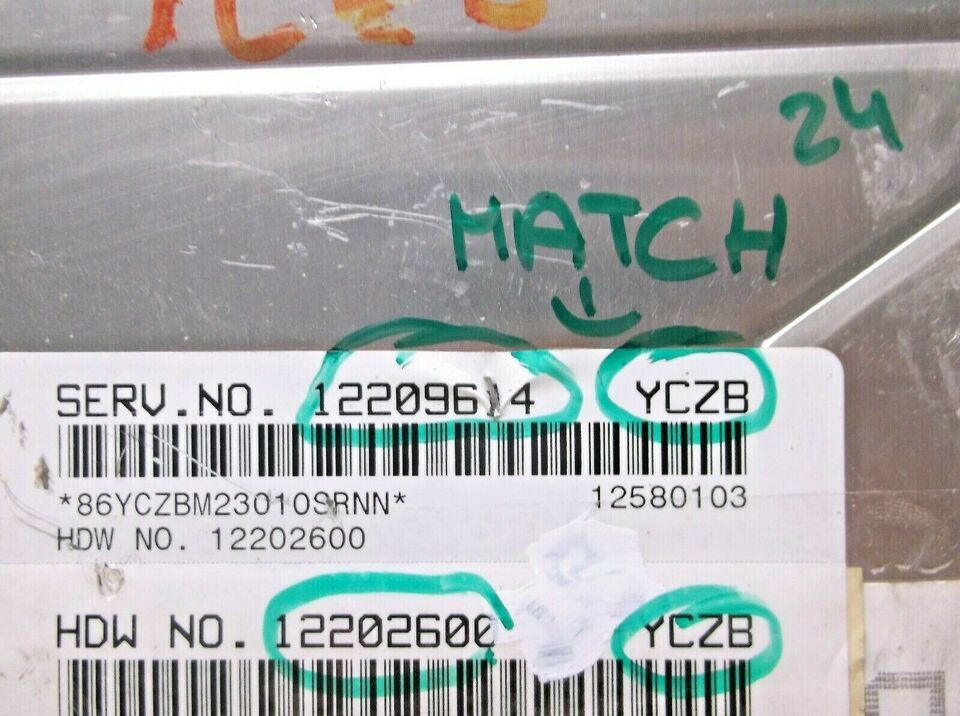 24
MATCH
SERV.NO. 12209614 YCZB
*86YCZBM23010SRNN* 12580103
HDW NO. 12202600
HDW NO. 12202600 YCZB